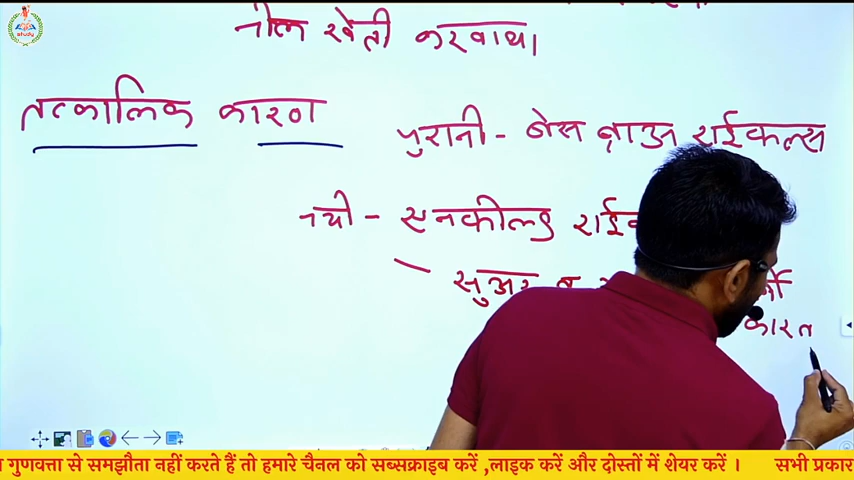 study
नील खेती करवाया।
तत्कालिक कारण
पुरानी - बेस ब्राऊ राईफल्स
नयी - एनफील्ड
सुअर व
कारत
गुणवत्ता से समझौता नहीं करते हैं तो हमारे चैनल को सब्सक्राइब करें ,लाइक करें और दोस्तों में शेयर करें । सभी प्रकार